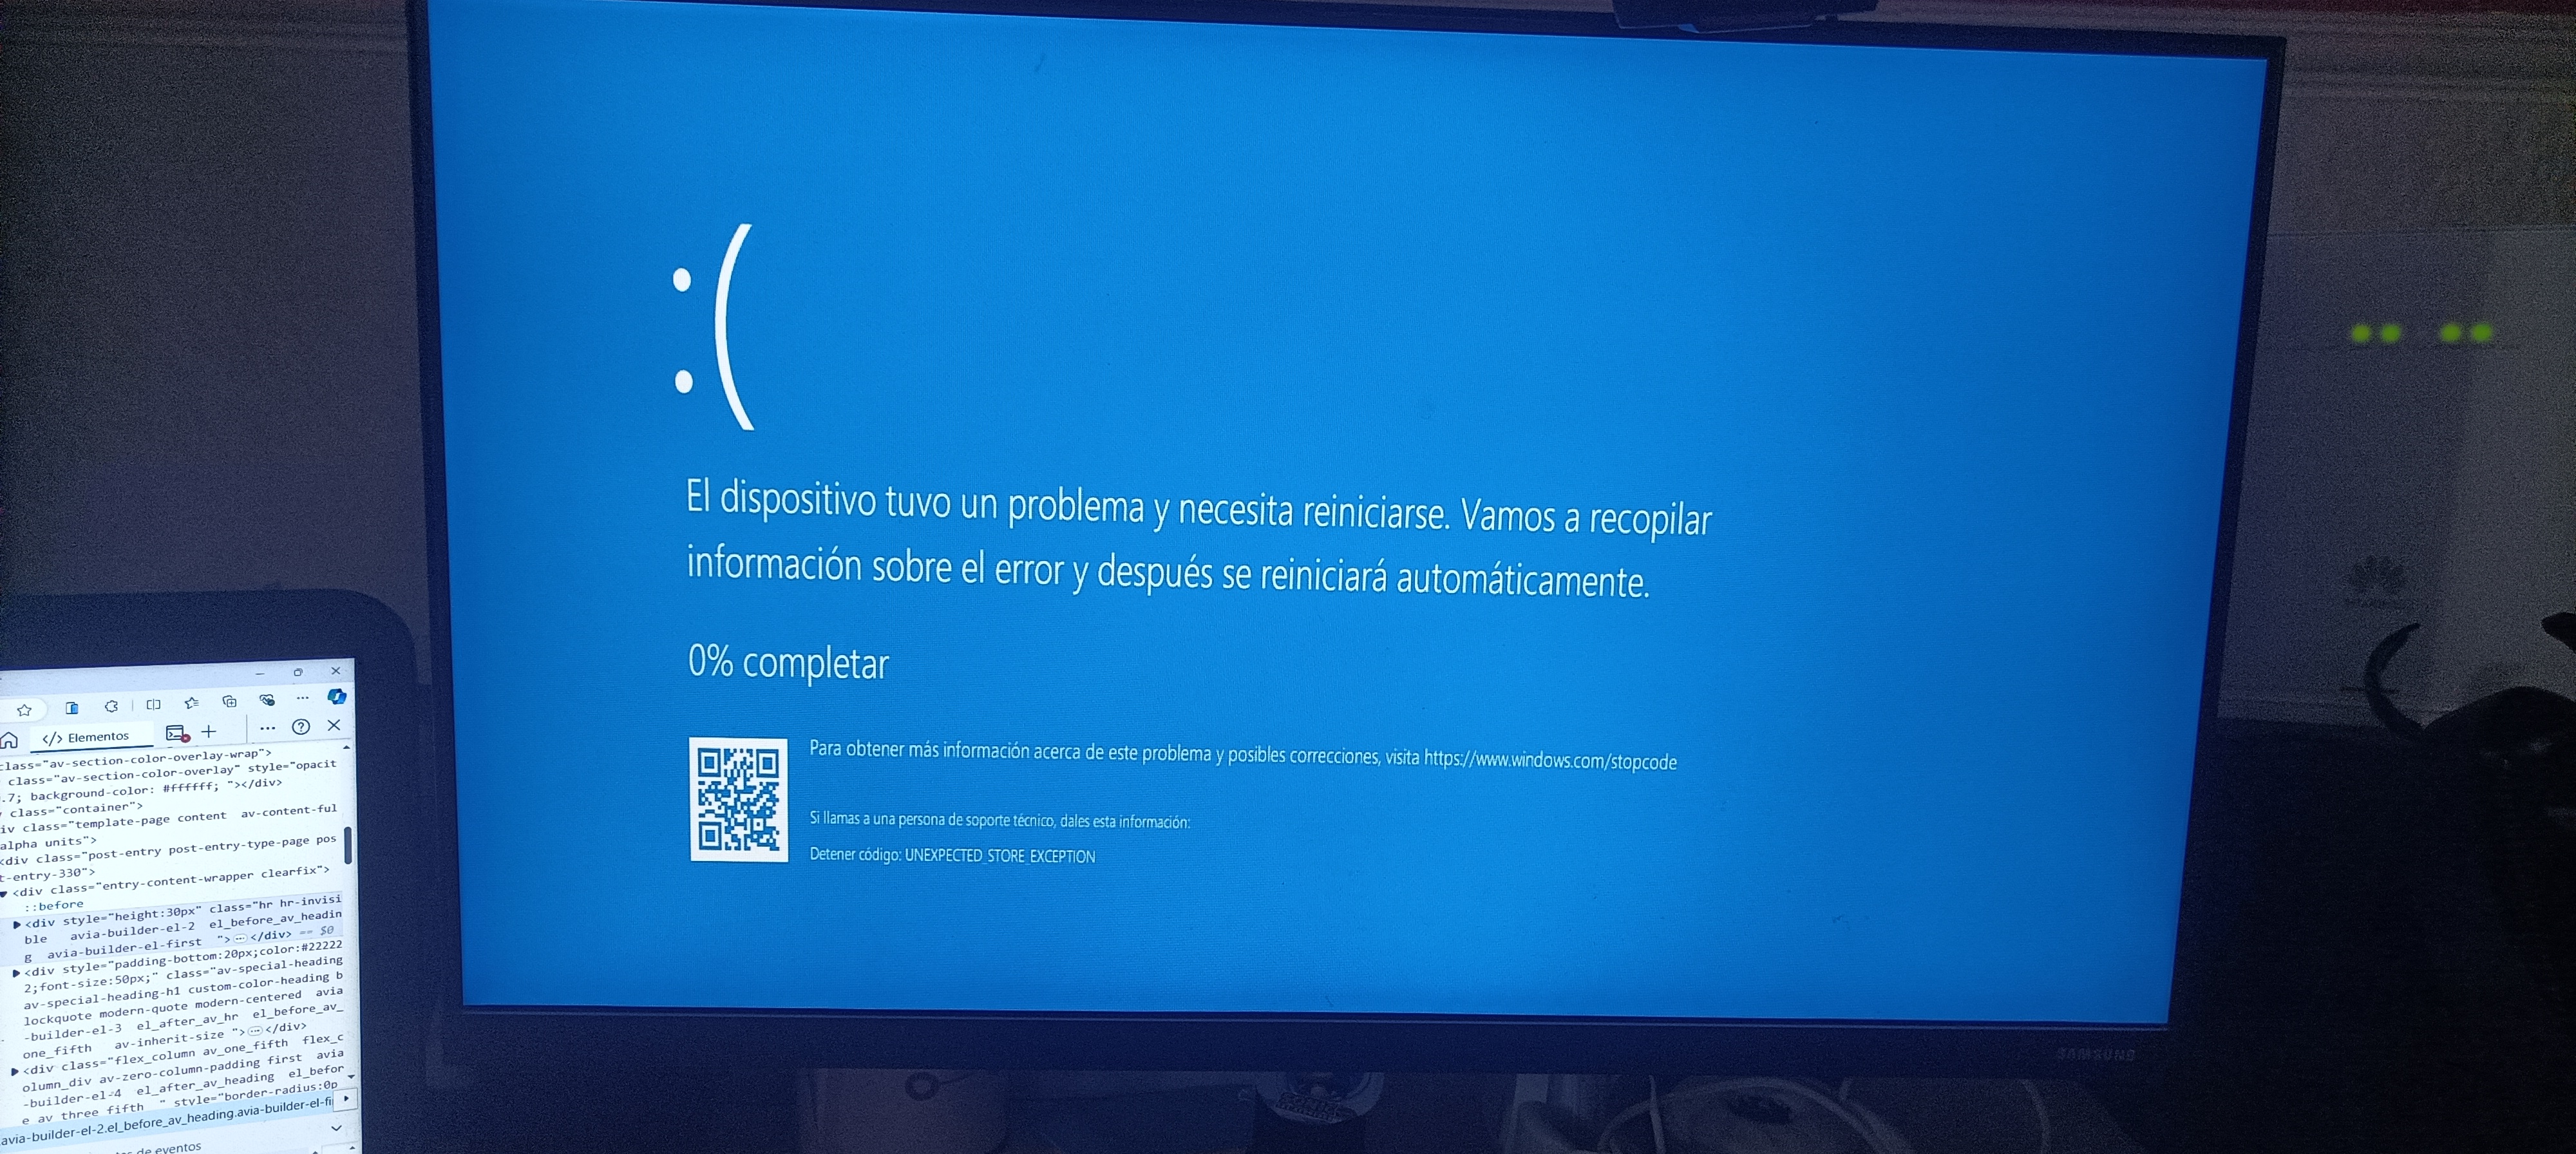 :(
El dispositivo tuvo un problema y necesita reiniciarse. Vamos a recopilar
información sobre el error y después se reiniciará automáticamente.
0% completar
Para obtener más información acerca de este problema y posibles correcciones, visita https://www.windows.com/stopcode
Si llamas a una persona de soporte técnico, dales esta información:
Detener código: UNEXPECTED_STORE_EXCEPTION
SAMSUNG
</> Elementos
class="av-section-color-overlay-wrap">
class="av-section-color-overlay" style="opacit
.7; background-color: #ffffff; "></div>
class="container">
iv class="template-page content av-content-ful
alpha units">
<div class="post-entry post-entry-type-page pos
t-entry-330">
<div class="entry-content-wrapper clearfix">
::before
<div style="height:30px" class="hr hr-invisi
ble avia-builder-el-2 el_before_av_headin
g avia-builder-el-first "> … </div> == $0
<div style="padding-bottom:20px;color:#22222
2;font-size:50px;" class="av-special-heading
av-special-heading-h1 custom-color-heading b
lockquote modern-quote modern-centered avia
-builder-el-3 el_after_av_hr el_before_av_
one_fifth av-inherit-size "> … </div>
<div class="flex_column av_one_fifth flex_c
olumn_div av-zero-column-padding first avia
-builder-el-4 el_after_av_heading el_befor
e_av_three_fifth " style="border-radius:0p
avia-builder-el-2.el_before_av_heading.avia-builder-el-fi
de eventos